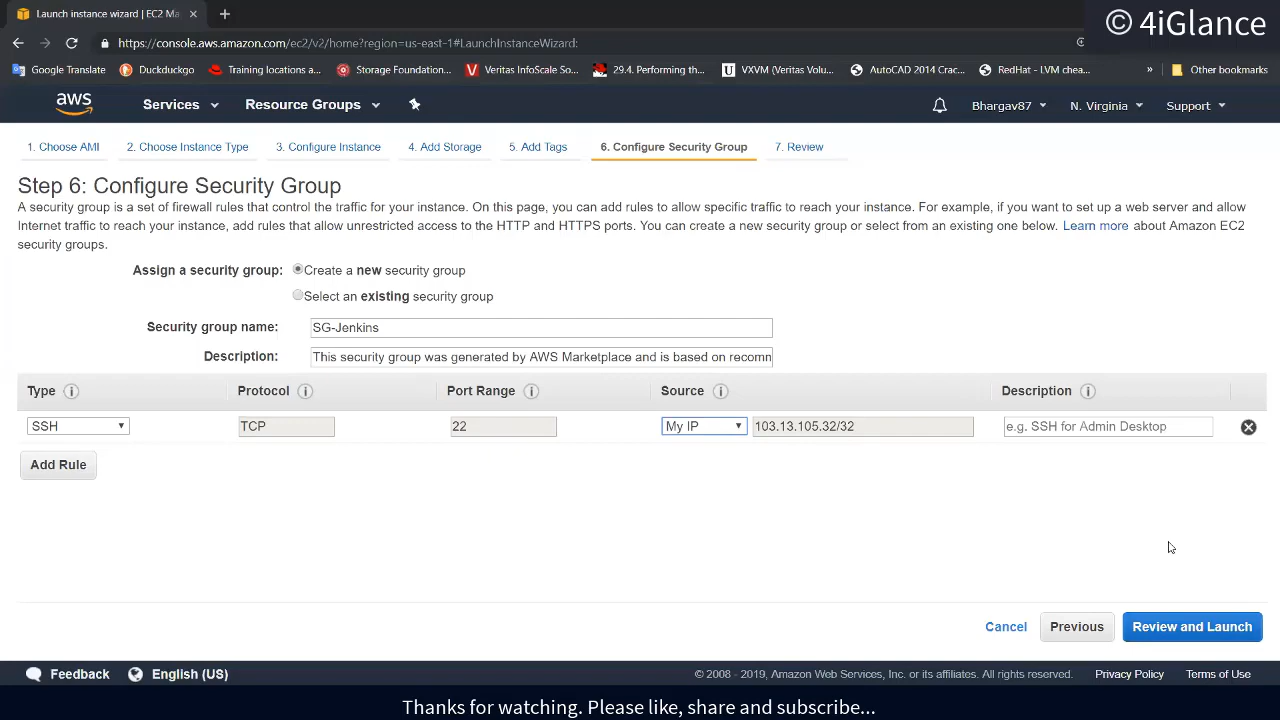 Launch instance wizard | EC2 Ma
© 4iGlance
https://console.aws.amazon.com/ec2/v2/home?region=us-east-1#LaunchInstanceWizard:
Google Translate Duckduckgo Training locations a... Storage Foundation... Veritas InfoScale So... 29.4. Performing th... VXVM (Veritas Volu... AutoCAD 2014 Crac... RedHat - LVM chea... » Other bookmarks
aws Services Resource Groups Bhargav87 N. Virginia Support
1. Choose AMI 2. Choose Instance Type 3. Configure Instance 4. Add Storage 5. Add Tags 6. Configure Security Group 7. Review
Step 6: Configure Security Group
A security group is a set of firewall rules that control the traffic for your instance. On this page, you can add rules to allow specific traffic to reach your instance. For example, if you want to set up a web server and allow
Internet traffic to reach your instance, add rules that allow unrestricted access to the HTTP and HTTPS ports. You can create a new security group or select from an existing one below. Learn more about Amazon EC2
security groups.
Assign a security group: Create a new security group
Select an existing security group
Security group name: SG-Jenkins
Description: This security group was generated by AWS Marketplace and is based on recomn
Type i Protocol i Port Range i Source i Description i
SSH TCP 22 My IP 103.13.105.32/32 e.g. SSH for Admin Desktop
Add Rule
Cancel Previous Review and Launch
Feedback English (US) © 2008 - 2019, Amazon Web Services, Inc. or its affiliates. All rights reserved. Privacy Policy Terms of Use
Thanks for watching. Please like, share and subscribe...